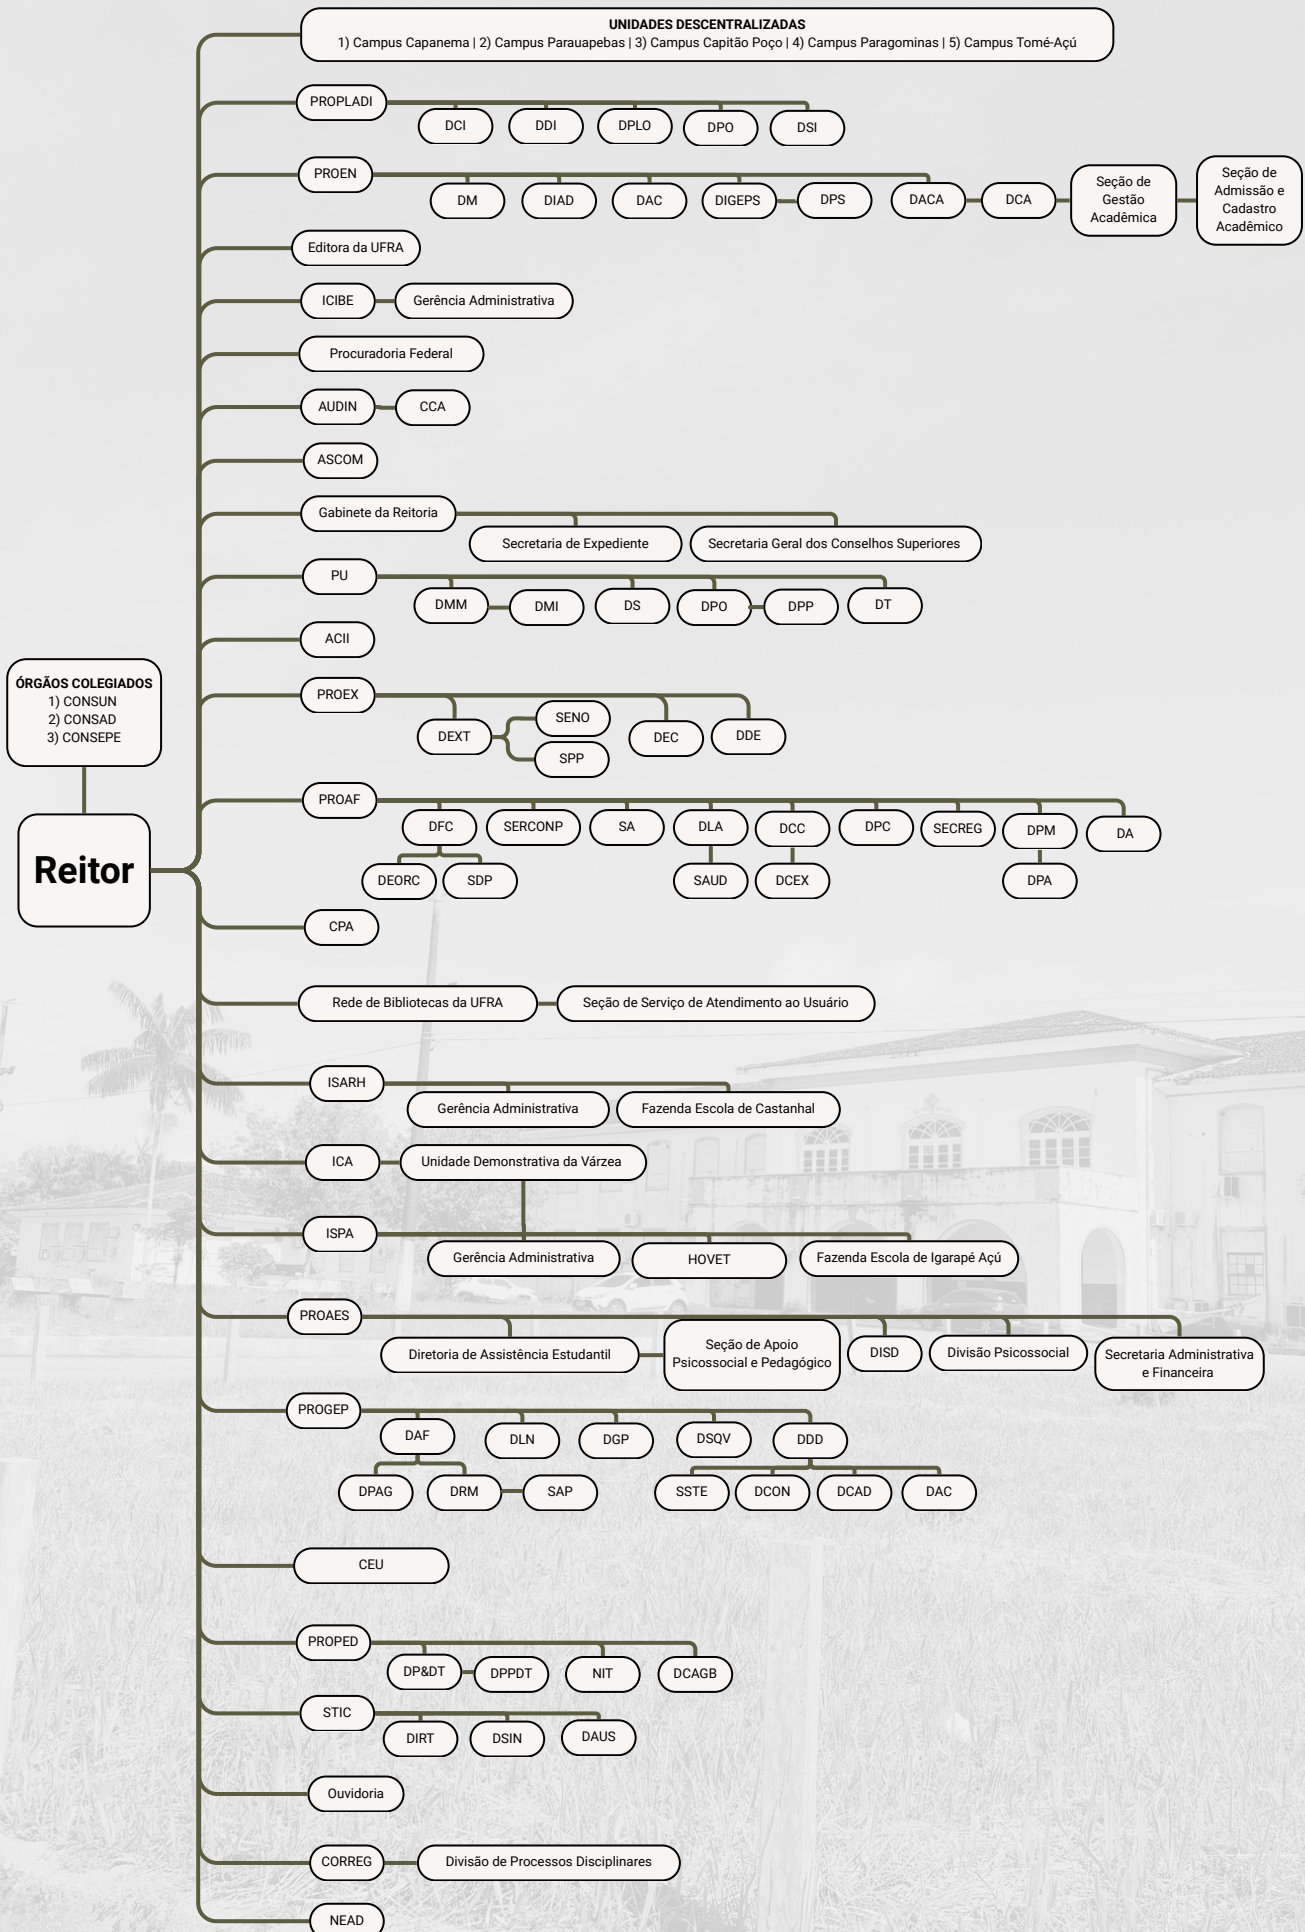 UNIDADES DESCENTRALIZADAS
1) Campus Capanema | 2) Campus Parauapebas | 3) Campus Capitão Poço | 4) Campus Paragominas | 5) Campus Tomé-Açú
PROPLADI
DCI
DDI
DPLO
DPO
DSI
PROEN
DM
DIAD
DAC
DIGEPS
DPS
DACA
DCA
Seção de
Gestão
Acadêmica
Seção de
Admissão e
Cadastro
Acadêmico
Editora da UFRA
ICIBE
Gerência Administrativa
Procuradoria Federal
AUDIN
CCA
ASCOM
Gabinete da Reitoria
Secretaria de Expediente
Secretaria Geral dos Conselhos Superiores
PU
DMM
DMI
DS
DPO
DPP
DT
ACII
ÓRGÃOS COLEGIADOS
1) CONSUN
2) CONSAD
3) CONSEPE
Reitor
PROEX
DEXT
SENO
SPP
DEC
DDE
PROAF
DFC
SERCONP
SA
DLA
DCC
DPC
SECREG
DPM
DA
DEORC
SDP
SAUD
DCEX
DPA
CPA
Rede de Bibliotecas da UFRA
Seção de Serviço de Atendimento ao Usuário
ISARH
Gerência Administrativa
Fazenda Escola de Castanhal
ICA
Unidade Demonstrativa da Várzea
ISPA
Gerência Administrativa
HOVET
Fazenda Escola de Igarapé Açú
PROAES
Diretoria de Assistência Estudantil
Seção de Apoio
Psicossocial e Pedagógico
DISD
Divisão Psicossocial
Secretaria Administrativa
e Financeira
PROGEP
DAF
DLN
DGP
DSQV
DDD
DPAG
DRM
SAP
SSTE
DCON
DCAD
DAC
CEU
PROPED
DP&DT
DPPDT
NIT
DCAGB
STIC
DIRT
DSIN
DAUS
Ouvidoria
CORREG
Divisão de Processos Disciplinares
NEAD